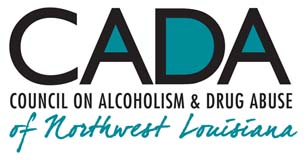 CADA
COUNCIL ON ALCOHOLISM & DRUG ABUSE
of Northwest Louisiana